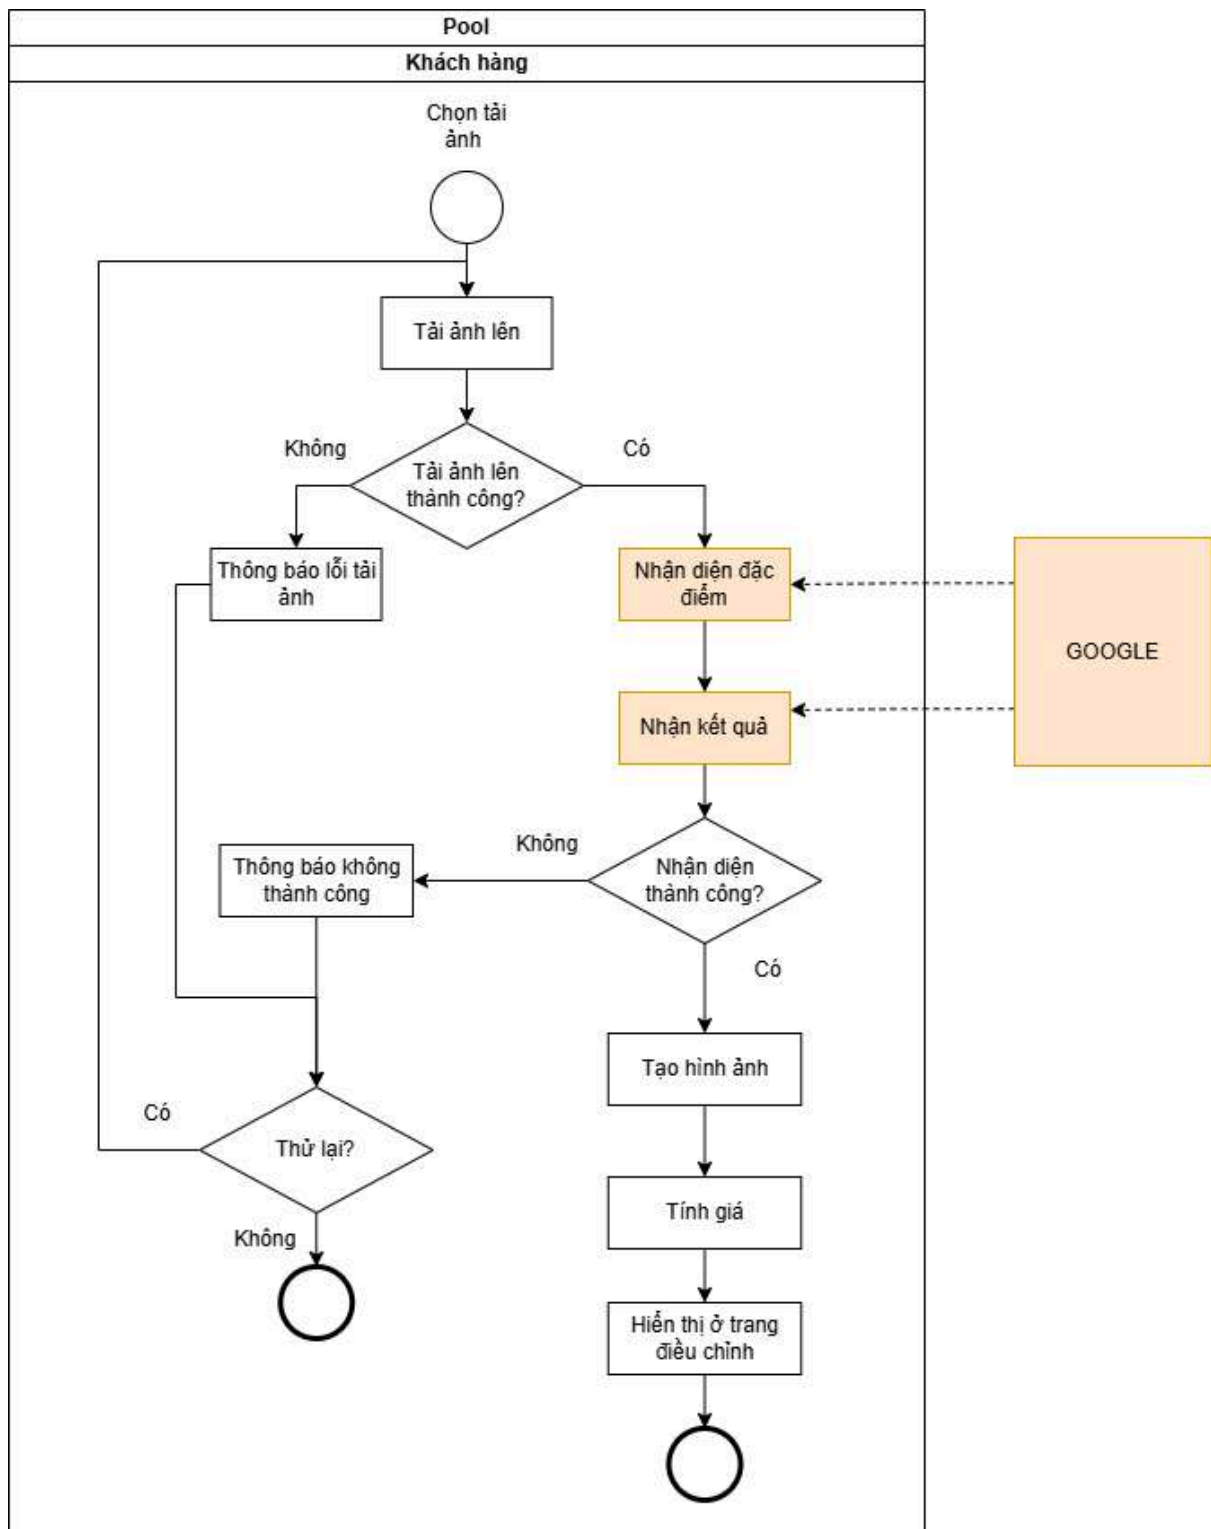 Pool
Khách hàng
Chọn tải
ảnh
Tải ảnh lên
Không
Có
Tải ảnh lên
thành công?
Thông báo lỗi tải
ảnh
Nhận diện đặc
điểm
GOOGLE
Nhận kết quả
Không
Thông báo không
thành công
Nhận diện
thành công?
Có
Tạo hình ảnh
Có
Thử lại?
Tính giá
Không
Hiển thị ở trang
điều chỉnh